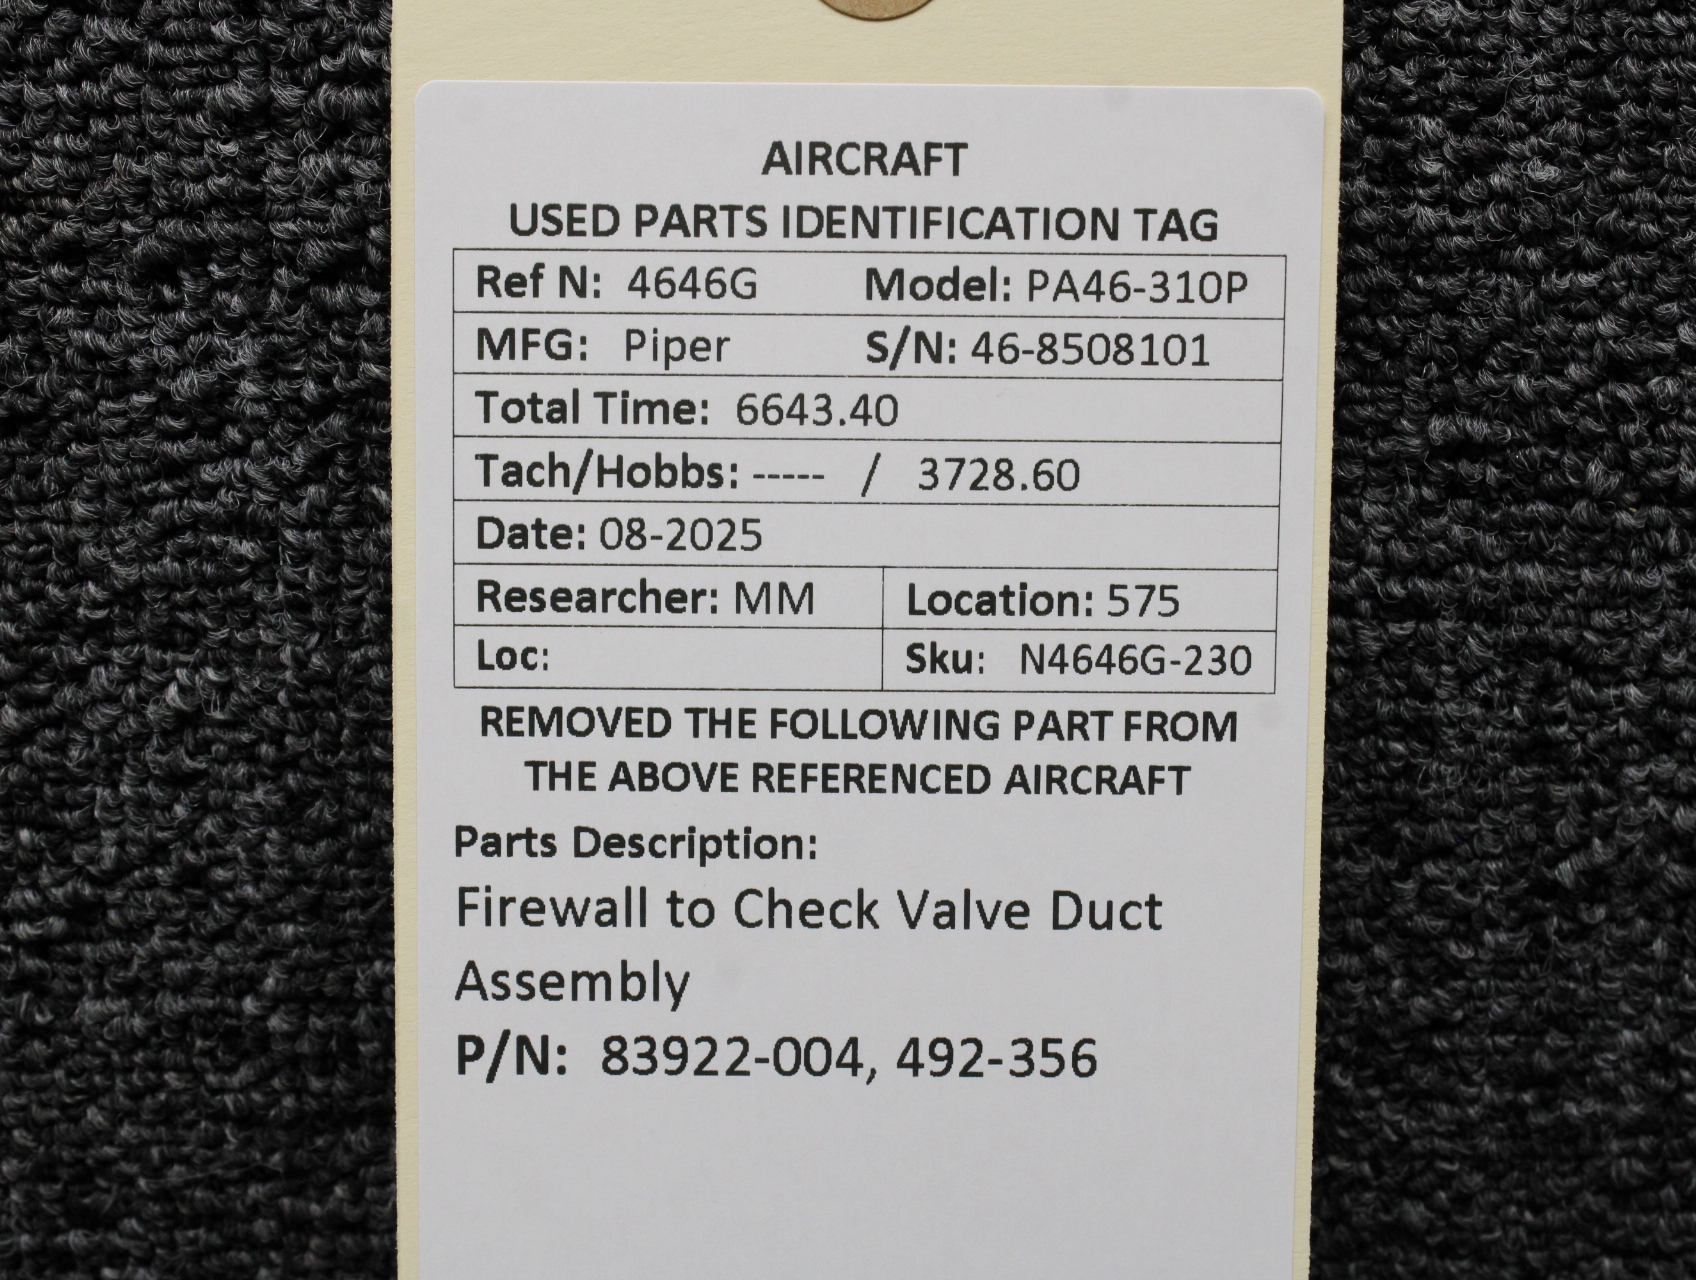 AIRCRAFT
USED PARTS IDENTIFICATION TAG
Ref N: 4646G Model: PA46-310P
MFG: Piper S/N: 46-8508101
Total Time: 6643.40
Tach/Hobbs: ----- / 3728.60
Date: 08-2025
Researcher: MM Location: 575
Loc: Sku: N4646G-230
REMOVED THE FOLLOWING PART FROM
THE ABOVE REFERENCED AIRCRAFT
Parts Description:
Firewall to Check Valve Duct
Assembly
P/N: 83922-004, 492-356